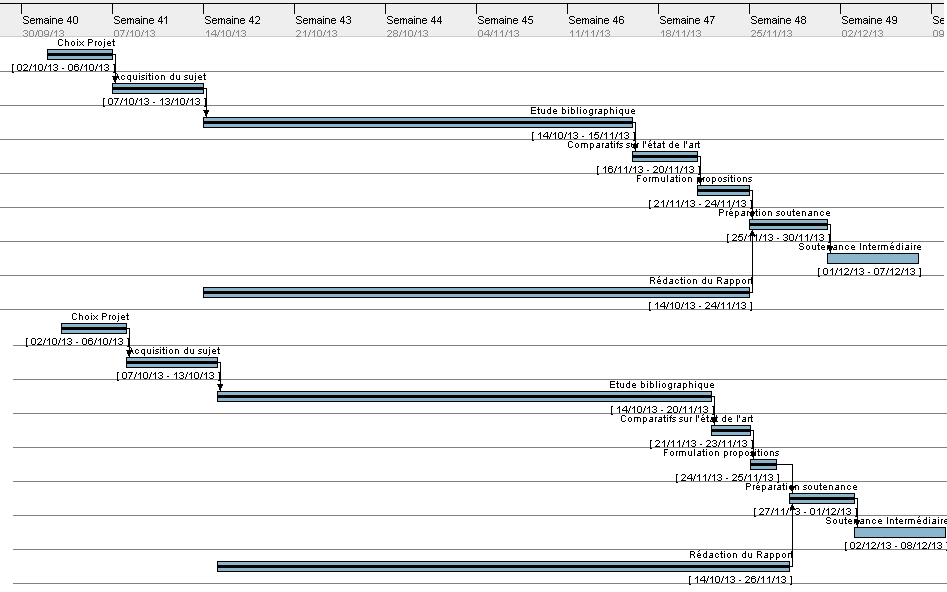 Semaine 40 Semaine 41 Semaine 42 Semaine 43 Semaine 44 Semaine 45 Semaine 46 Semaine 47 Semaine 48 Semaine 49 Se
30/09/13 07/10/13 14/10/13 21/10/13 28/10/13 04/11/13 11/11/13 18/11/13 25/11/13 02/12/13 09
Choix Projet
[ 02/10/13 - 06/10/13 ]
Acquisition du sujet
[ 07/10/13 - 13/10/13 ]
Etude bibliographique
[ 14/10/13 - 15/11/13 ]
Comparatifs sur l'état de l'art
[ 16/11/13 - 20/11/13 ]
Formulation propositions
[ 21/11/13 - 24/11/13 ]
Préparation soutenance
[ 25/11/13 - 30/11/13 ]
Soutenance Intermédiaire
[ 01/12/13 - 07/12/13 ]
Rédaction du Rapport
[ 14/10/13 - 24/11/13 ]
Choix Projet
[ 02/10/13 - 06/10/13 ]
Acquisition du sujet
[ 07/10/13 - 13/10/13 ]
Etude bibliographique
[ 14/10/13 - 20/11/13 ]
Comparatifs sur l'état de l'art
[ 21/11/13 - 23/11/13 ]
Formulation propositions
[ 24/11/13 - 25/11/13 ]
Préparation soutenance
[ 27/11/13 - 01/12/13 ]
Soutenance Intermédiaire
[ 02/12/13 - 08/12/13 ]
Rédaction du Rapport
[ 14/10/13 - 26/11/13 ]